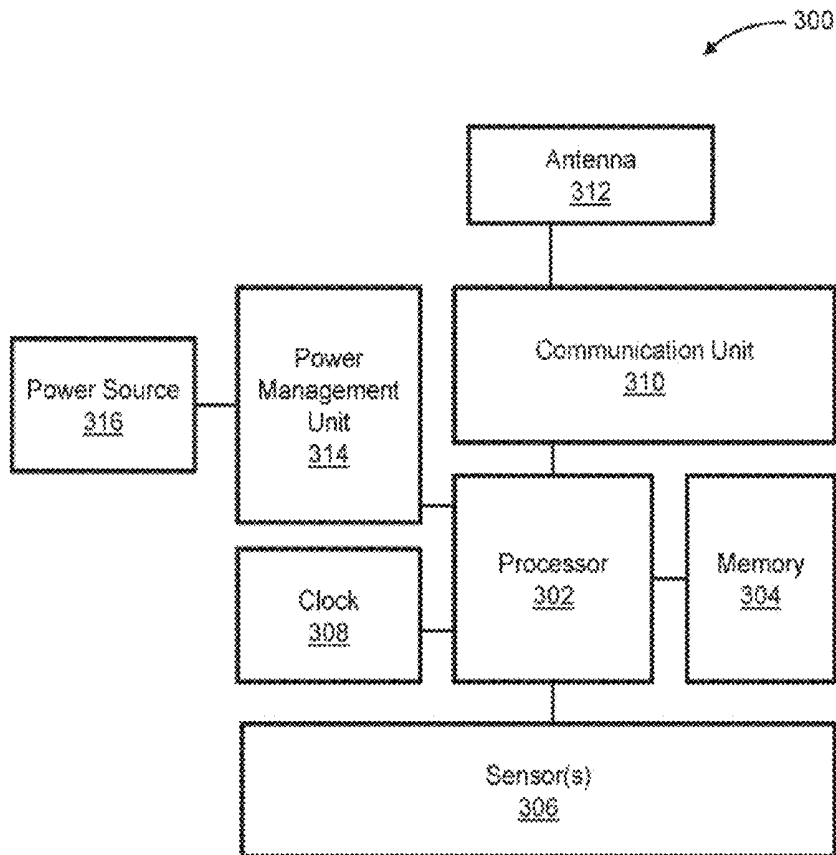 300
Antenna
312
Communication Unit
310
Power
Management
Unit
314
Power Source
316
Processor
302
Memory
304
Clock
308
Sensor(s)
306